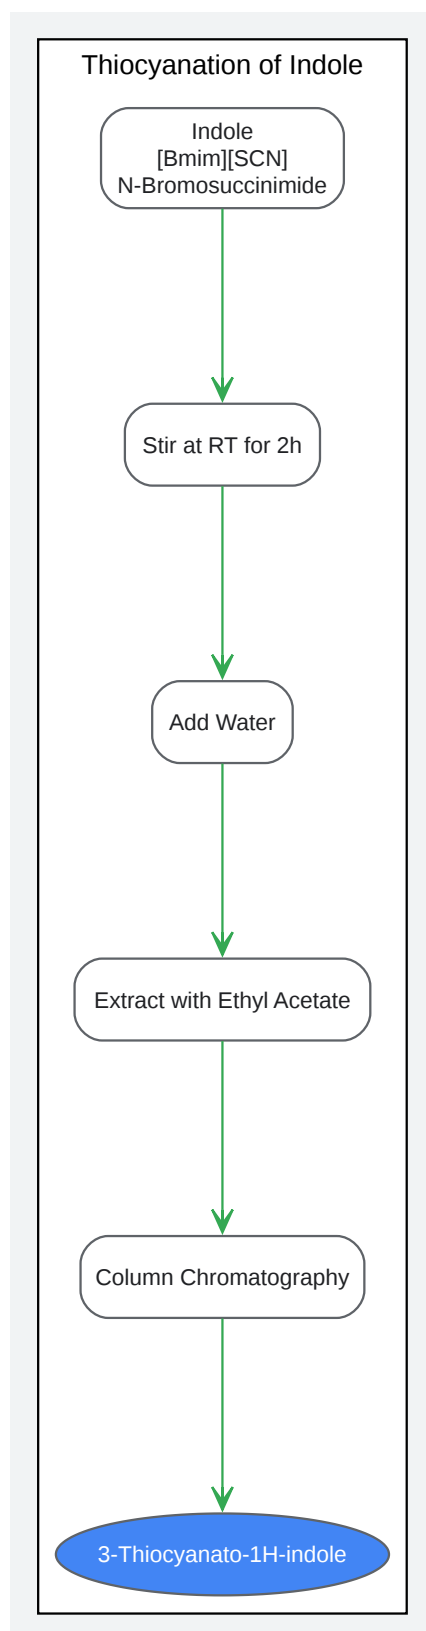 Thiocyanation of Indole
Indole
[Bmim][SCN]
N-Bromosuccinimide
Stir at RT for 2h
Add Water
Extract with Ethyl Acetate
Column Chromatography
3-Thiocyanato-1H-indole